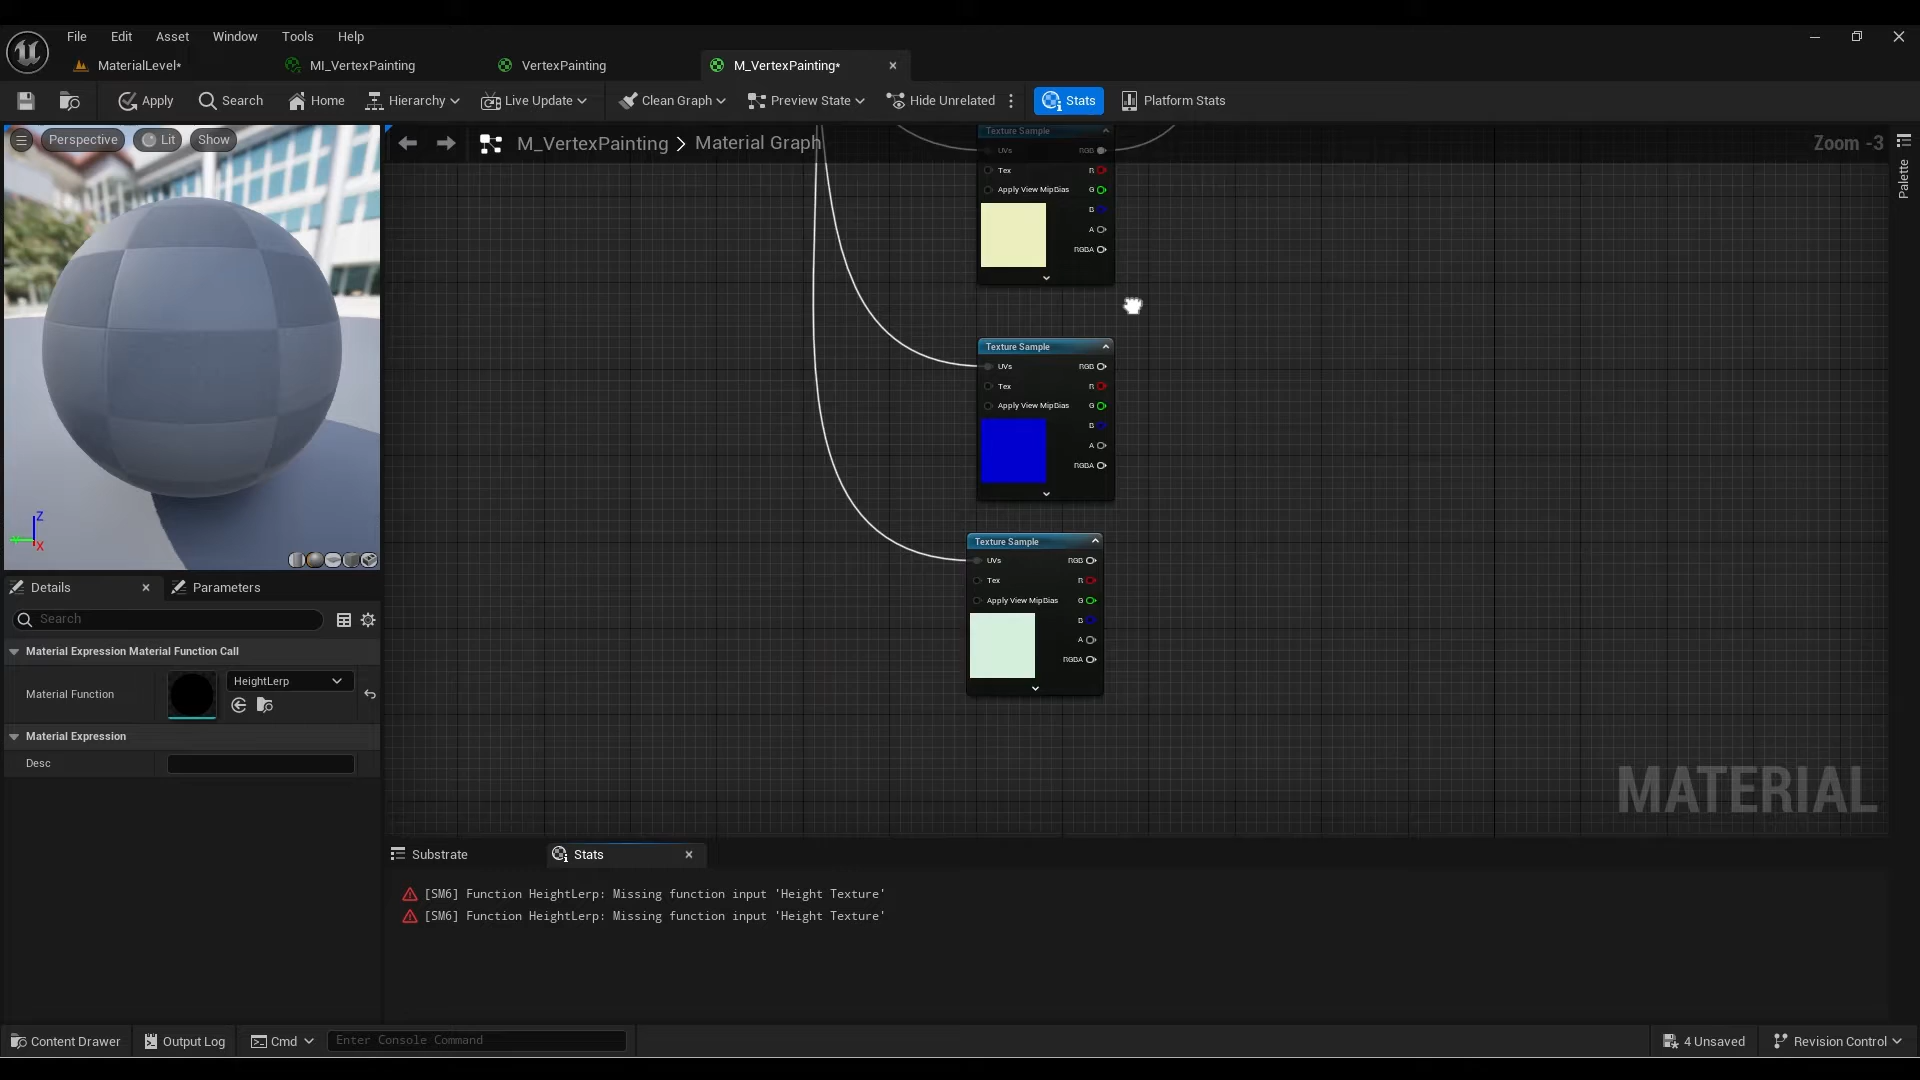 File Edit Asset Window Tools Help
MaterialLevel* MI_VertexPainting VertexPainting M_VertexPainting*
Apply Search Home Hierarchy Live Update Clean Graph Preview State Hide Unrelated Stats Platform Stats
Perspective Lit Show
M_VertexPainting > Material Graph
Zoom -3
Palette
Texture Sample
UVs RGB
Tex R
Apply View MipBias G
B
A
RGBA
Texture Sample
UVs RGB
Tex R
Apply View MipBias G
B
A
RGBA
Texture Sample
UVs RGB
Tex R
Apply View MipBias G
B
A
RGBA
MATERIAL
Z
X
Details Parameters
Search
Material Expression Material Function Call
Material Function HeightLerp
Material Expression
Desc
Substrate Stats
[SM6] Function HeightLerp: Missing function input 'Height Texture'
[SM6] Function HeightLerp: Missing function input 'Height Texture'
Content Drawer Output Log Cmd Enter Console Command 4 Unsaved Revision Control